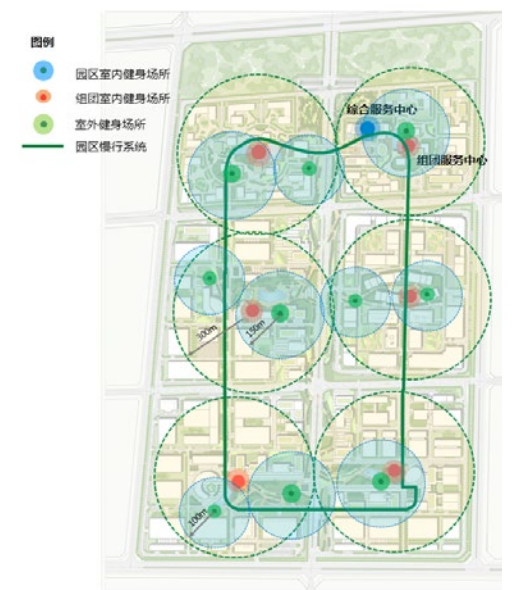 图例
园区室内健身场所
组团室内健身场所
室外健身场所
园区慢行系统
综合服务中心
组团服务中心
300m
150m
100m